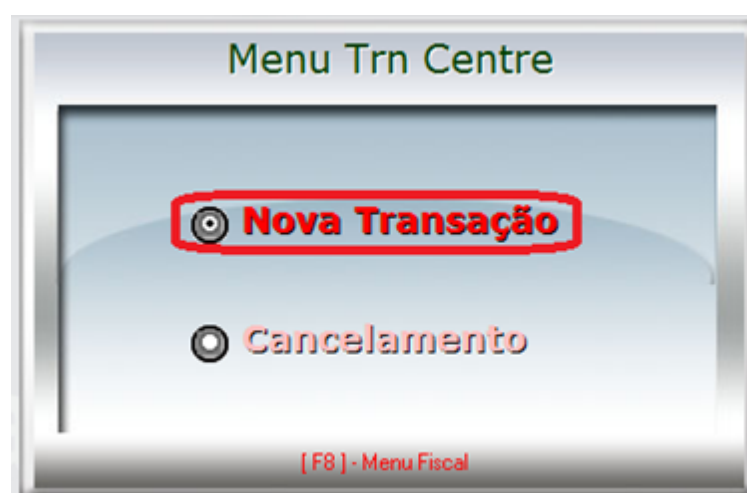 Menu Trn Centre
Nova Transação
Cancelamento
[ F8 ] - Menu Fiscal